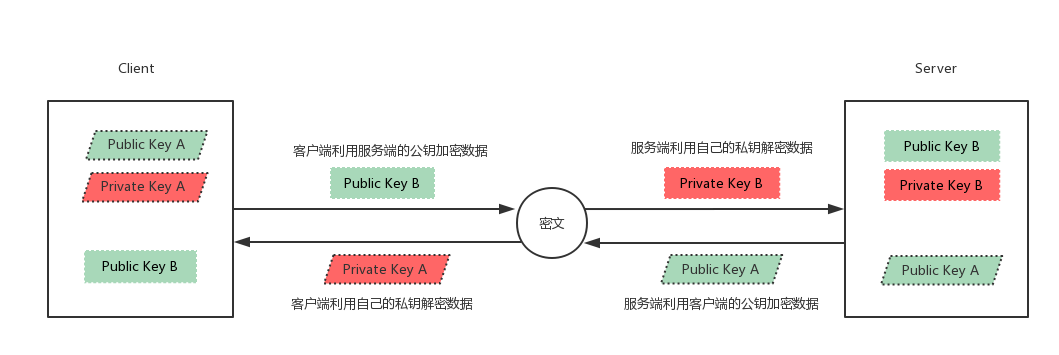 Client
Server
Public Key A
Private Key A
Public Key B
客户端利用服务端的公钥加密数据
Public Key B
服务端利用自己的私钥解密数据
Private Key B
密文
Private Key A
客户端利用自己的私钥解密数据
Public Key A
服务端利用客户端的公钥加密数据
Public Key B
Private Key B
Public Key A